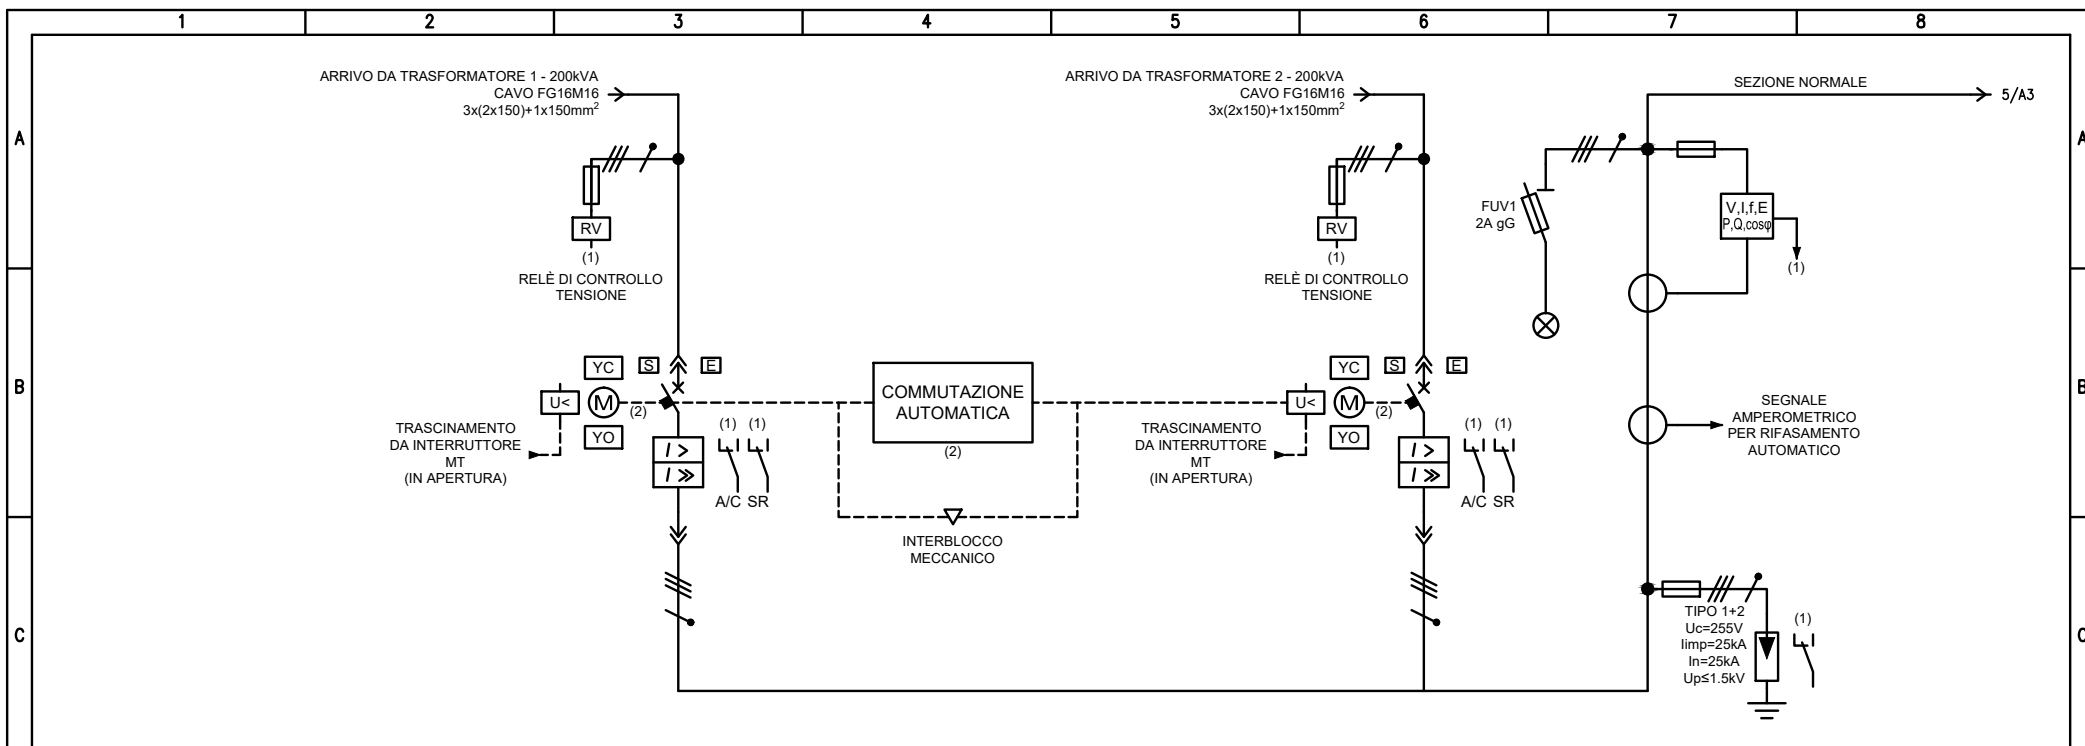 1 2 3 4 5 6 7 8
A
B
C
A
B
C
ARRIVO DA TRASFORMATORE 1 - 200kVA
CAVO FG16M16
3x(2x150)+1x150mm²
RV
(1)
RELÈ DI CONTROLLO
TENSIONE
ARRIVO DA TRASFORMATORE 2 - 200kVA
CAVO FG16M16
3x(2x150)+1x150mm²
RV
(1)
RELÈ DI CONTROLLO
TENSIONE
SEZIONE NORMALE
5/A3
FUV1
2A gG
V,I,f,E
P,Q,cosφ
(1)
YC
S
E
U<
M
(2)
YO
TRASCINAMENTO
DA INTERRUTTORE
MT
(IN APERTURA)
I >
I >>
(1) (1)
A/C SR
COMMUTAZIONE
AUTOMATICA
(2)
INTERBLOCCO
MECCANICO
YC
S
E
U<
M
(2)
YO
TRASCINAMENTO
DA INTERRUTTORE
MT
(IN APERTURA)
I >
I >>
(1) (1)
A/C SR
SEGNALE
AMPEROMETRICO
PER RIFASAMENTO
AUTOMATICO
TIPO 1+2
Uc=255V
Iimp=25kA
In=25kA
Up≤1.5kV
(1)